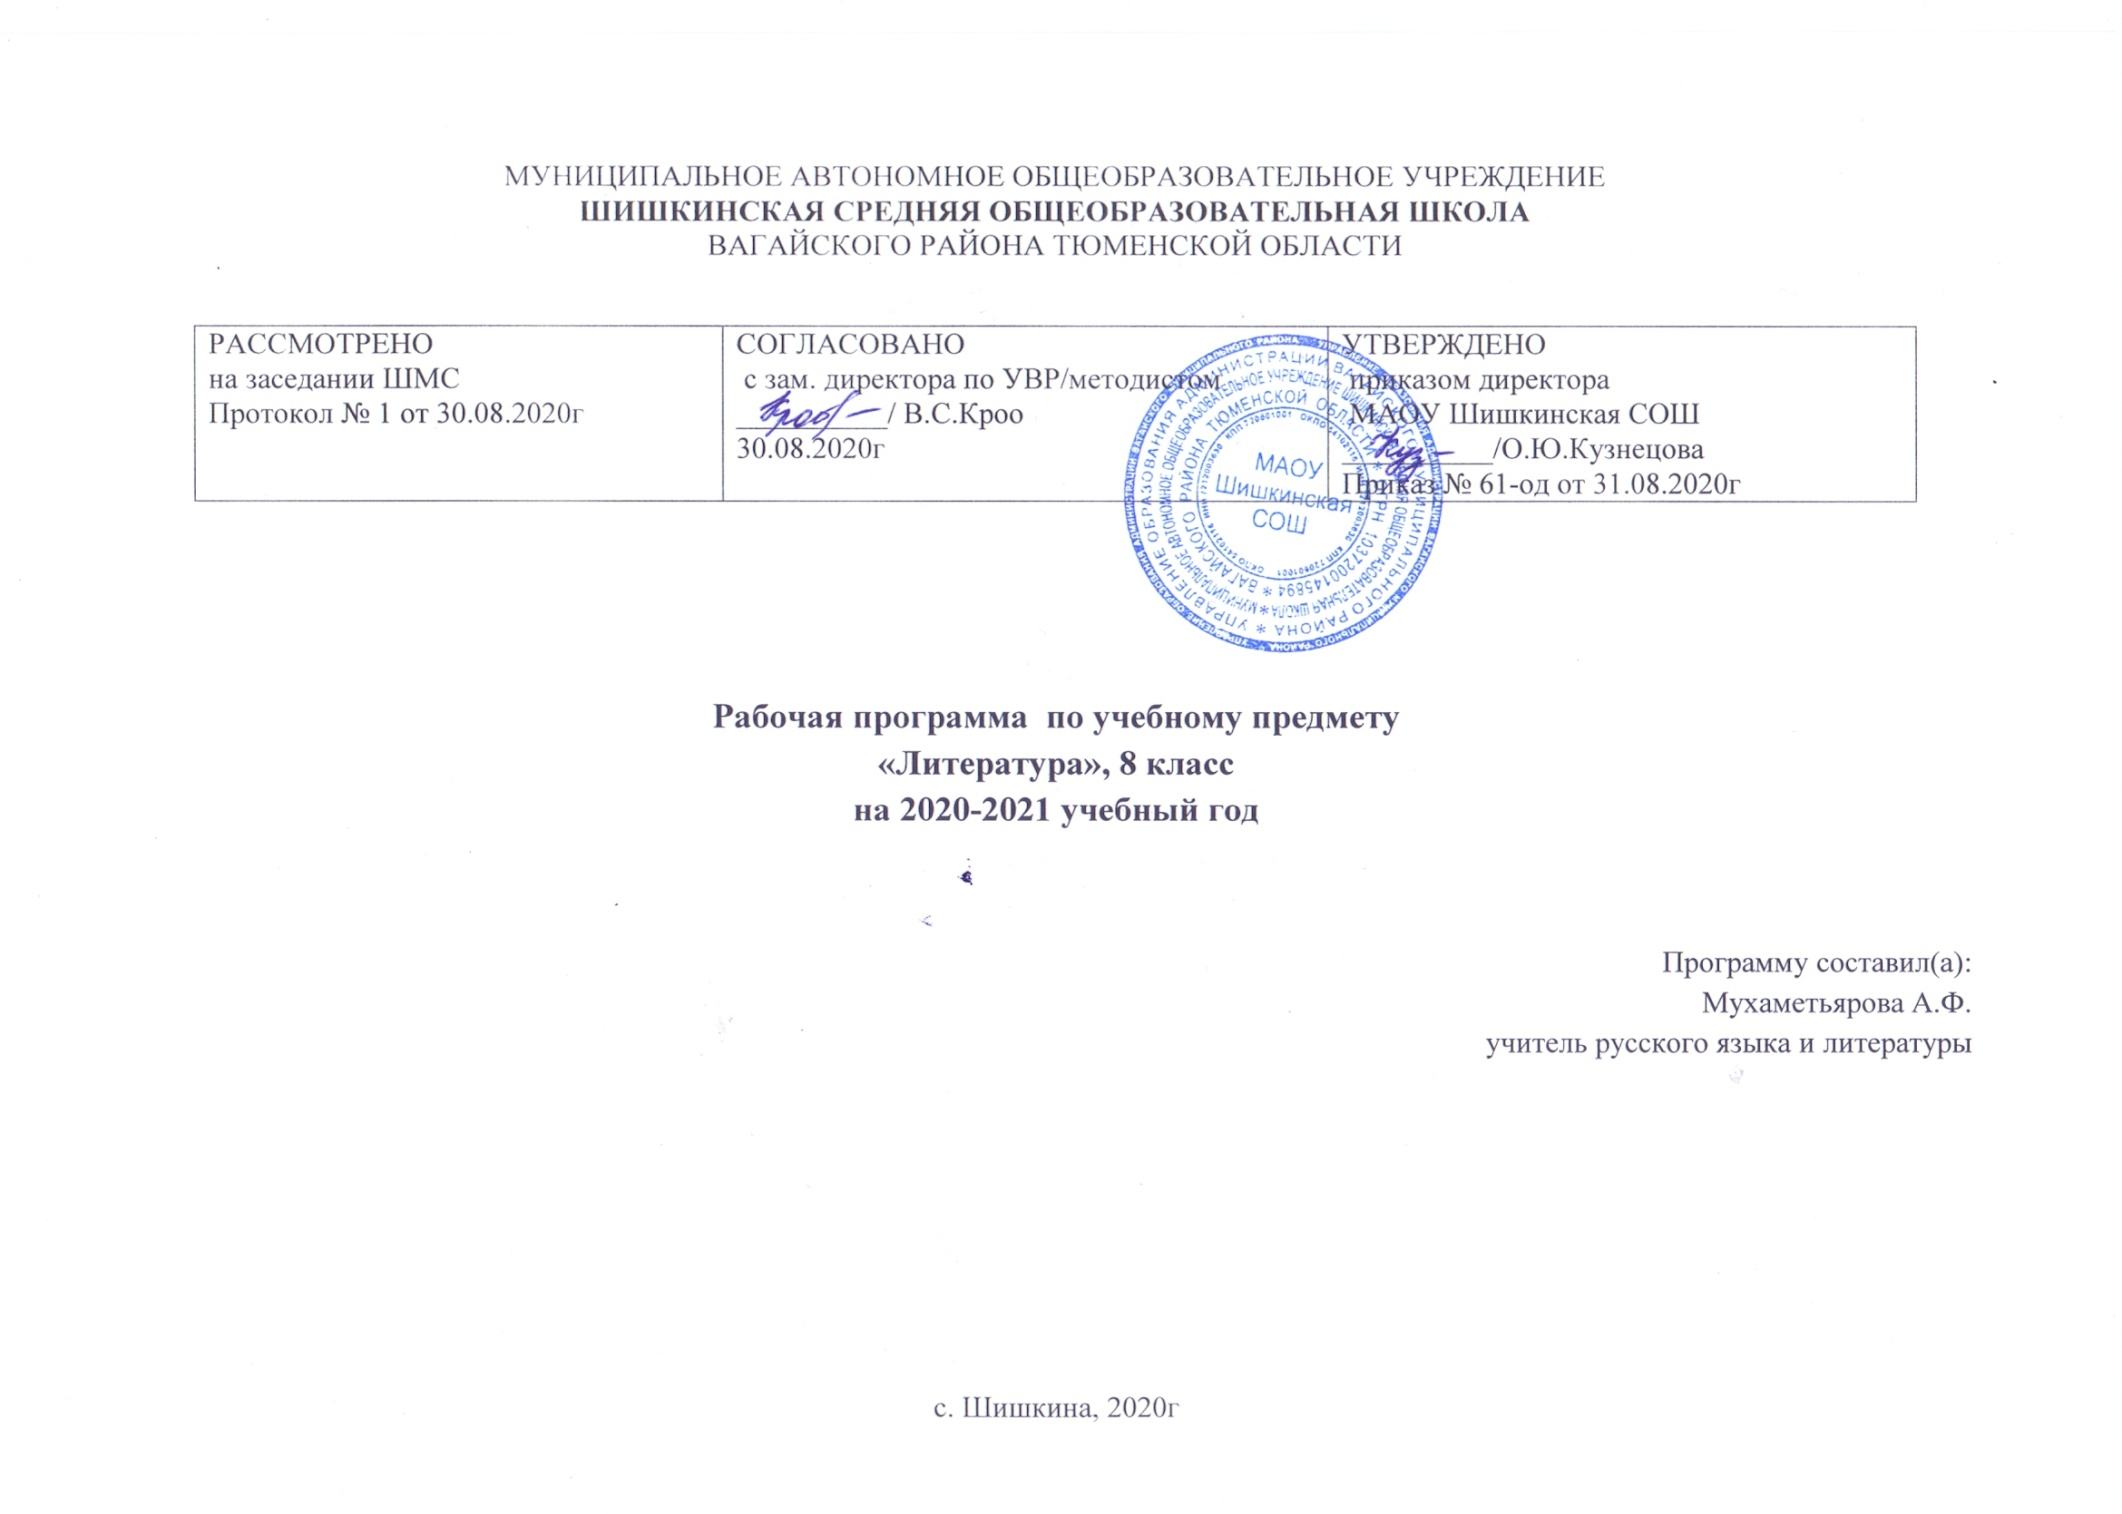 МУНИЦИПАЛЬНОЕ АВТОНОМНОЕ ОБЩЕОБРАЗОВАТЕЛЬНОЕ УЧРЕЖДЕНИЕ
ШИШКИНСКАЯ СРЕДНЯЯ ОБЩЕОБРАЗОВАТЕЛЬНАЯ ШКОЛА
ВАГАЙСКОГО РАЙОНА ТЮМЕНСКОЙ ОБЛАСТИ
РАССМОТРЕНО
на заседании ШМС
Протокол № 1 от 30.08.2020г
СОГЛАСОВАНО
с зам. директора по УВР/методистом
/ В.С.Кроо
30.08.2020г
УТВЕРЖДЕНО
приказом директора
МАОУ Шишкинская СОШ
/О.Ю.Кузнецова
Приказ № 61-од от 31.08.2020г
МАОУ
Шишкинская
СОШ
Рабочая программа по учебному предмету
«Литература», 8 класс
на 2020-2021 учебный год
Программу составил(а):
Мухаметьярова А.Ф.
учитель русского языка и литературы
с. Шишкина, 2020г